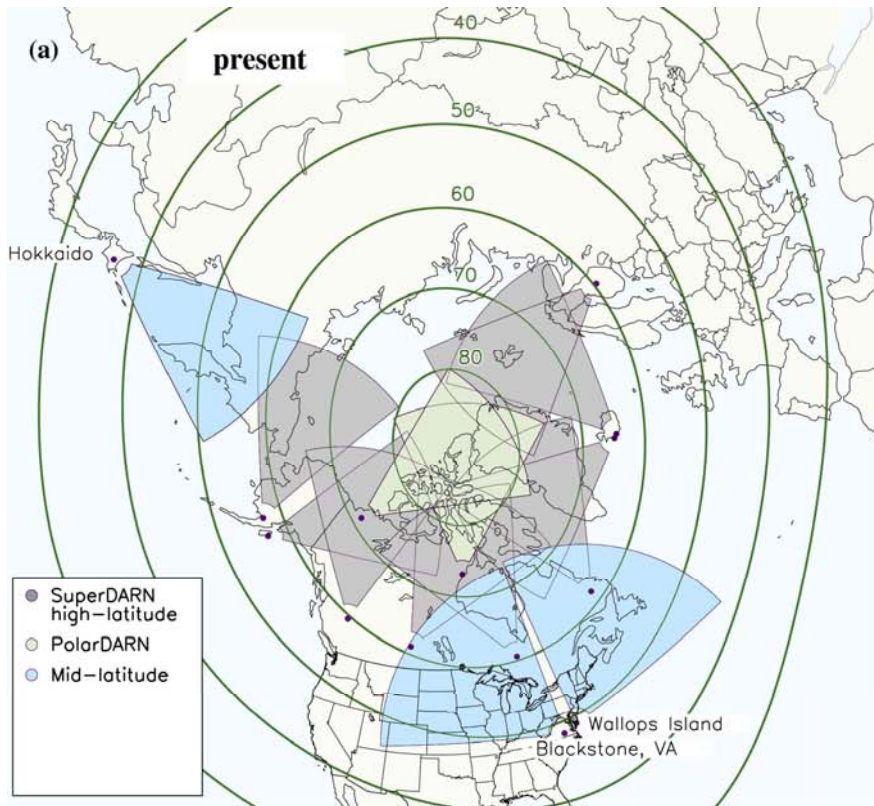 (a)
present
40
50
60
70
80
Hokkaido
SuperDARN
high-latitude
PolarDARN
Mid-latitude
Wallops Island
Blackstone, VA